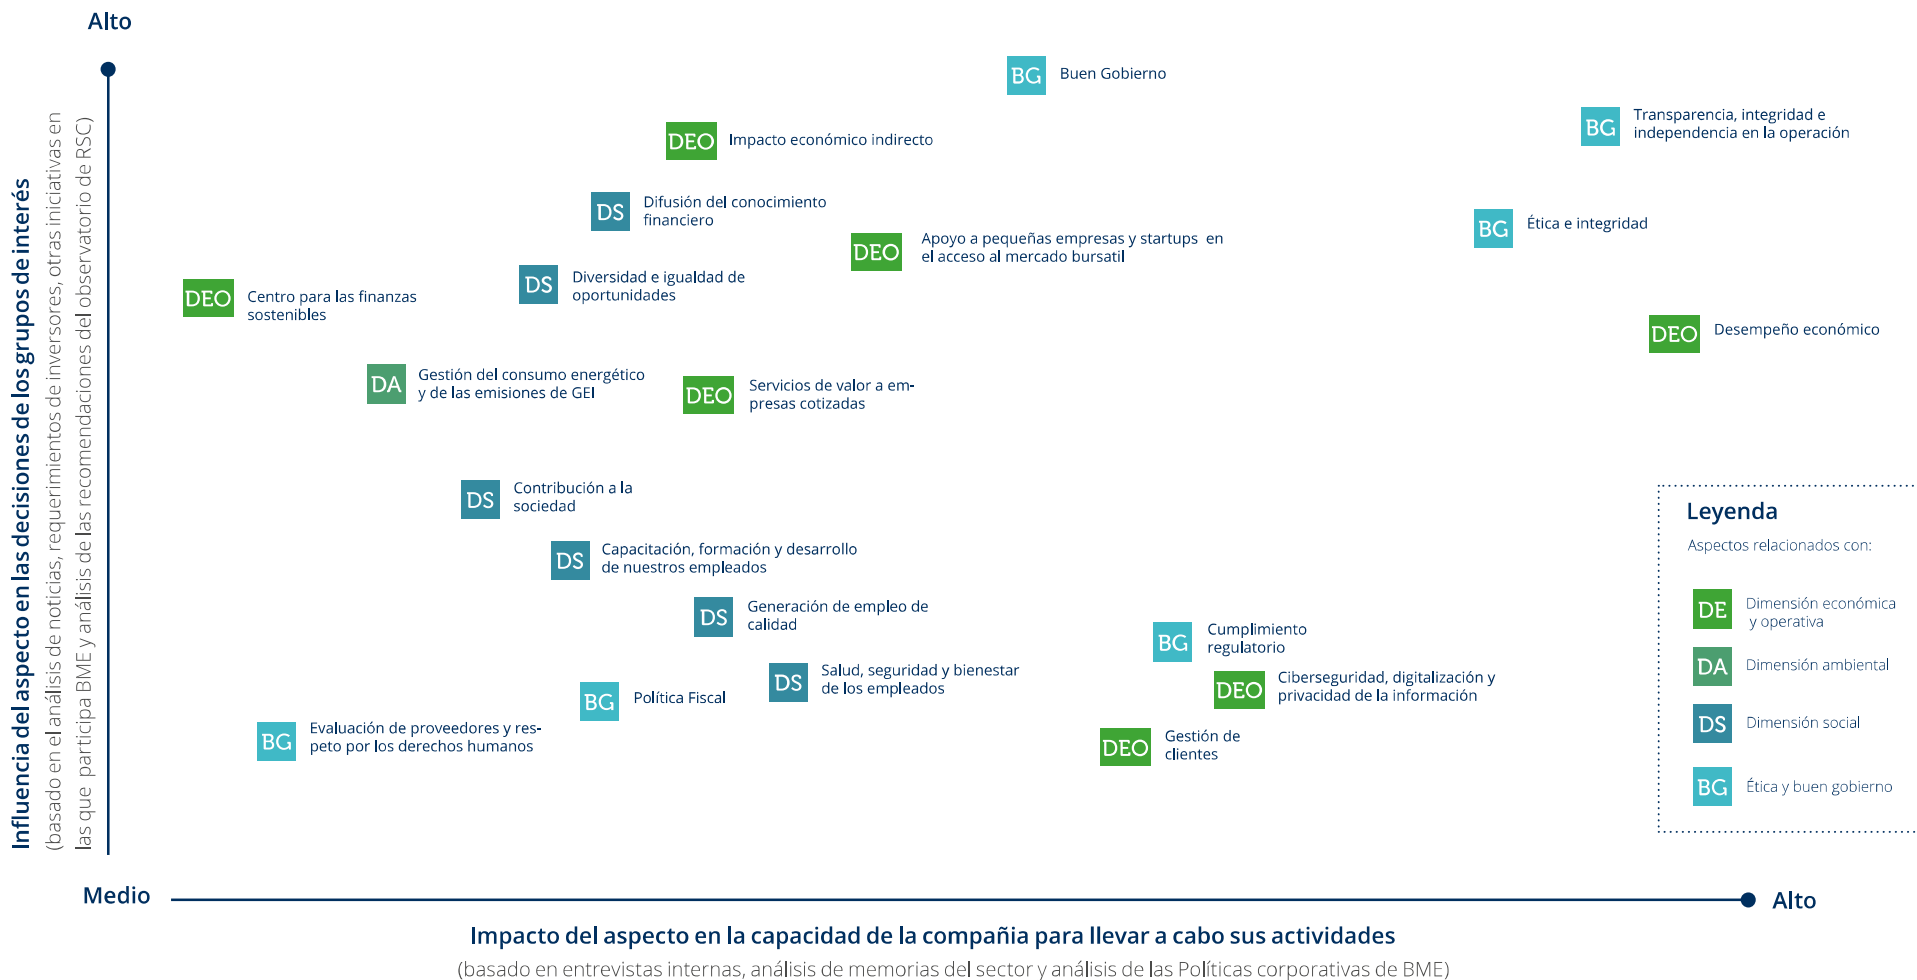 Alto
Influencia del aspecto en las decisiones de los grupos de interés
(basado en el análisis de noticias, requerimientos de inversores, otras iniciativas en
las que participa BME y análisis de las recomendaciones del observatorio de RSC)
BG
Buen Gobierno
BG
Transparencia, integridad e
independencia en la operación
DEO
Impacto económico indirecto
DS
Difusión del conocimiento
financiero
BG
Ética e integridad
DEO
Apoyo a pequeñas empresas y startups en
el acceso al mercado bursatil
DS
Diversidad e igualdad de
oportunidades
DEO
Centro para las finanzas
sostenibles
DEO
Desempeño económico
DA
Gestión del consumo energético
y de las emisiones de GEI
DEO
Servicios de valor a em-
presas cotizadas
DS
Contribución a la
sociedad
DS
Capacitación, formación y desarrollo
de nuestros empleados
DS
Generación de empleo de
calidad
BG
Cumplimiento
regulatorio
DS
Salud, seguridad y bienestar
de los empleados
DEO
Ciberseguridad, digitalización y
privacidad de la información
BG
Política Fiscal
BG
Evaluación de proveedores y res-
peto por los derechos humanos
DEO
Gestión de
clientes
Leyenda
Aspectos relacionados con:
DE
Dimensión económica
y operativa
DA
Dimensión ambiental
DS
Dimensión social
BG
Ética y buen gobierno
Medio
Alto
Impacto del aspecto en la capacidad de la compañia para llevar a cabo sus actividades
(basado en entrevistas internas, análisis de memorias del sector y análisis de las Políticas corporativas de BME)